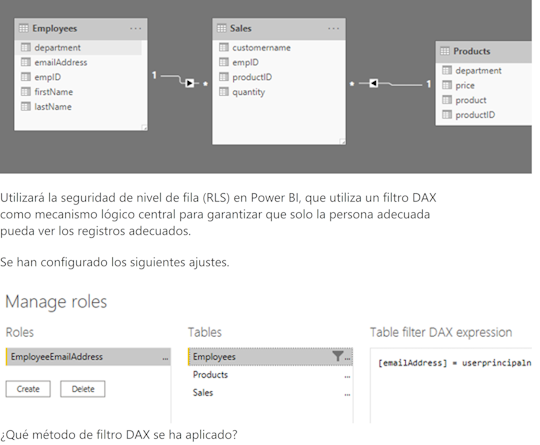 Employees ...
department
emailAddress
empID
firstName
lastName
Sales ...
customername
empID
productID
quantity
Products
department
price
product
productID
1
1
Utilizará la seguridad de nivel de fila (RLS) en Power BI, que utiliza un filtro DAX
como mecanismo lógico central para garantizar que solo la persona adecuada
pueda ver los registros adecuados.
Se han configurado los siguientes ajustes.
Manage roles
Roles
EmployeeEmailAddress ...
Create Delete
Tables
Employees ...
Products ...
Sales ...
Table filter DAX expression
[emailAddress] = userprincipaln
¿Qué método de filtro DAX se ha aplicado?